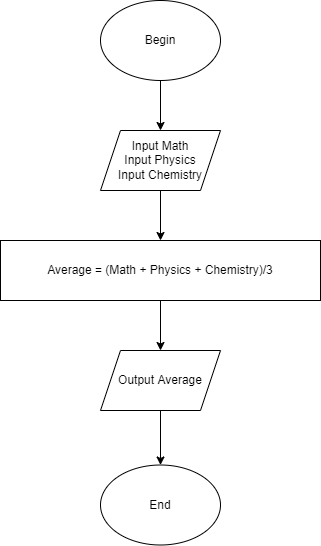 Begin
Input Math
Input Physics
Input Chemistry
Average = (Math + Physics + Chemistry)/3
Output Average
End